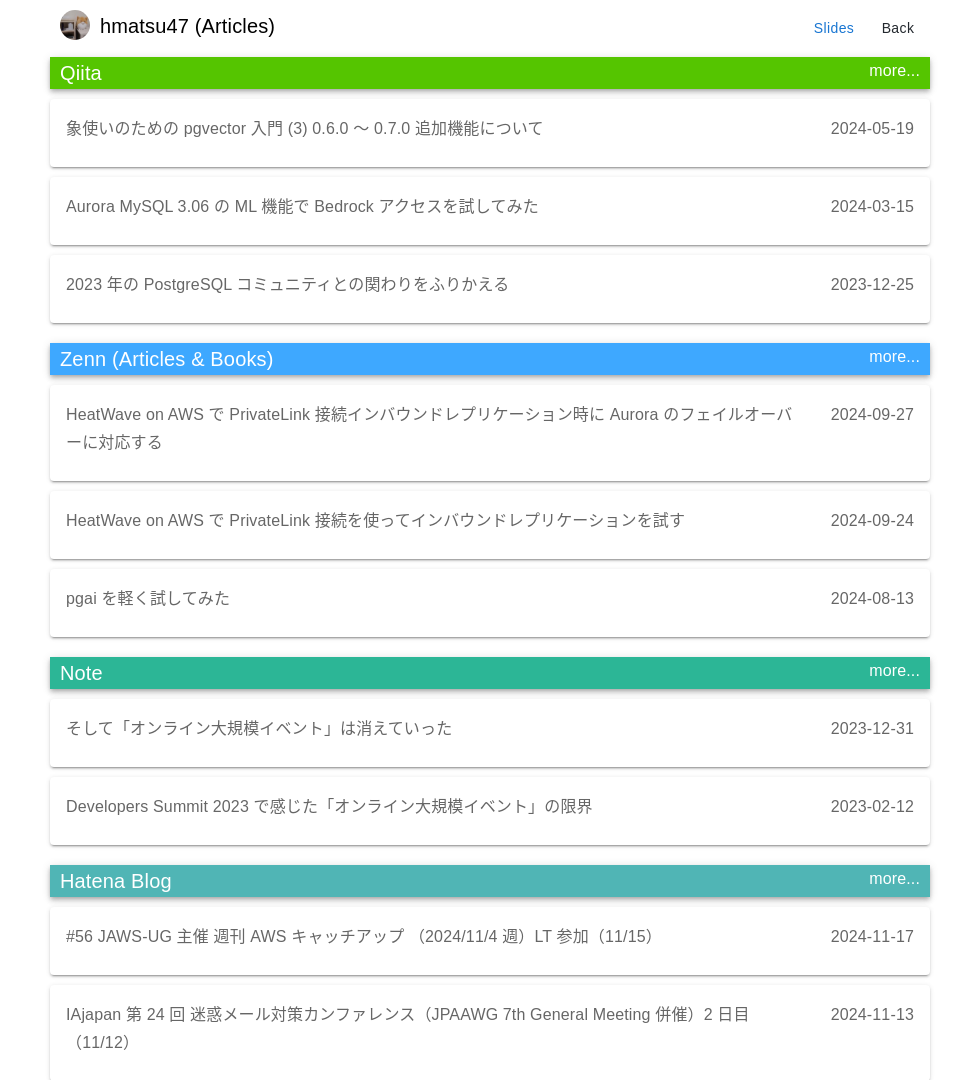 hmatsu47 (Articles)
Slides
Back
Qiita
more...
象使いのための pgvector 入門 (3) 0.6.0 〜 0.7.0 追加機能について
2024-05-19
Aurora MySQL 3.06 の ML 機能で Bedrock アクセスを試してみた
2024-03-15
2023 年の PostgreSQL コミュニティとの関わりをふりかえる
2023-12-25
Zenn (Articles & Books)
more...
HeatWave on AWS で PrivateLink 接続インバウンドレプリケーション時に Aurora のフェイルオーバ
ーに対応する
2024-09-27
HeatWave on AWS で PrivateLink 接続を使ってインバウンドレプリケーションを試す
2024-09-24
pgai を軽く試してみた
2024-08-13
Note
more...
そして「オンライン大規模イベント」は消えていった
2023-12-31
Developers Summit 2023 で感じた「オンライン大規模イベント」の限界
2023-02-12
Hatena Blog
more...
#56 JAWS-UG 主催 週刊 AWS キャッチアップ （2024/11/4 週）LT 参加（11/15）
2024-11-17
IAjapan 第 24 回 迷惑メール対策カンファレンス（JPAAWG 7th General Meeting 併催）2 日目
（11/12）
2024-11-13